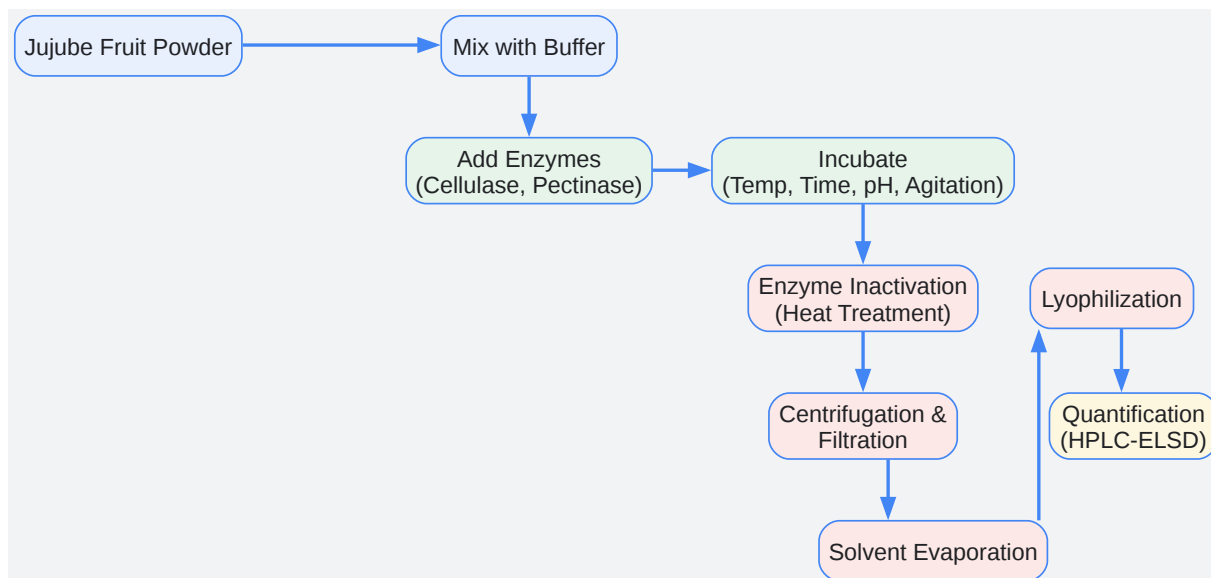 Jujube Fruit Powder
Mix with Buffer
Add Enzymes
(Cellulase, Pectinase)
Incubate
(Temp, Time, pH, Agitation)
Enzyme Inactivation
(Heat Treatment)
Centrifugation &
Filtration
Solvent Evaporation
Lyophilization
Quantification
(HPLC-ELSD)